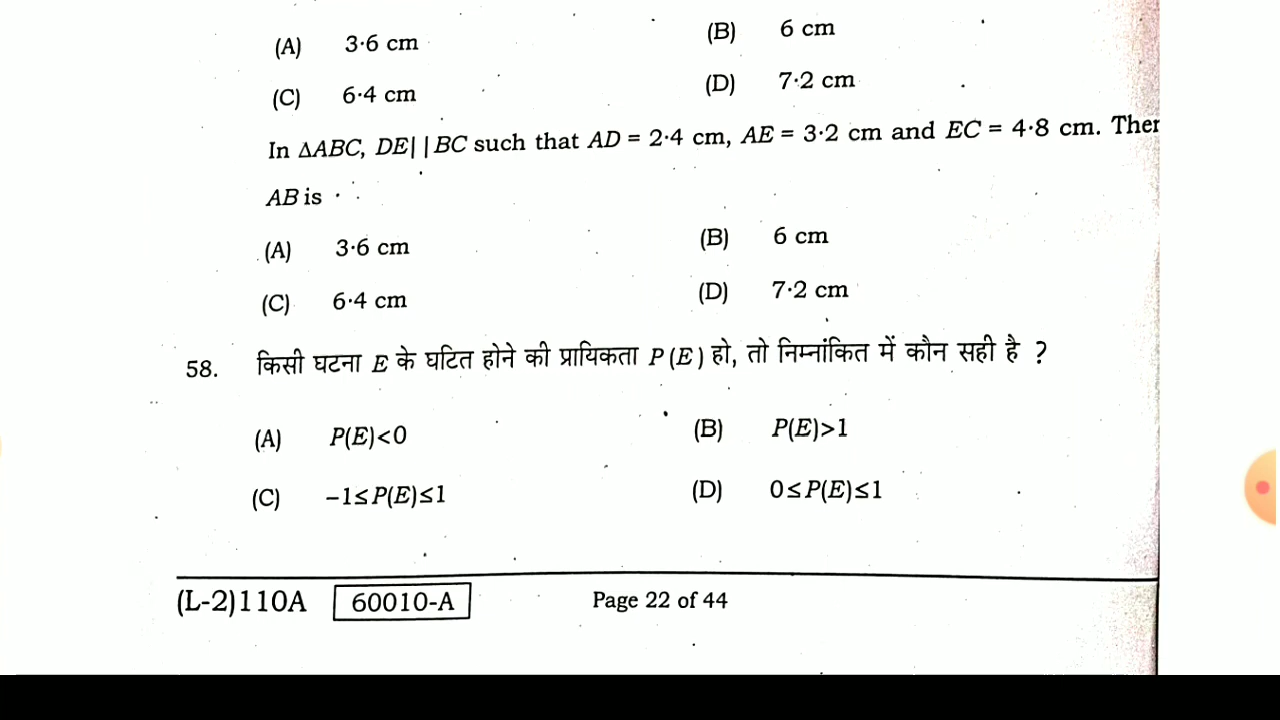 (A) 3·6 cm (B) 6 cm
(C) 6·4 cm (D) 7·2 cm
In ΔABC, DE||BC such that AD = 2·4 cm, AE = 3·2 cm and EC = 4·8 cm. Then
AB is
(A) 3·6 cm (B) 6 cm
(C) 6·4 cm (D) 7·2 cm
58. किसी घटना E के घटित होने की प्रायिकता P(E) हो, तो निम्नांकित में कौन सही है ?
(A) P(E)<0 (B) P(E)>1
(C) –1≤P(E)≤1 (D) 0≤P(E)≤1
(L-2)110A 60010-A Page 22 of 44